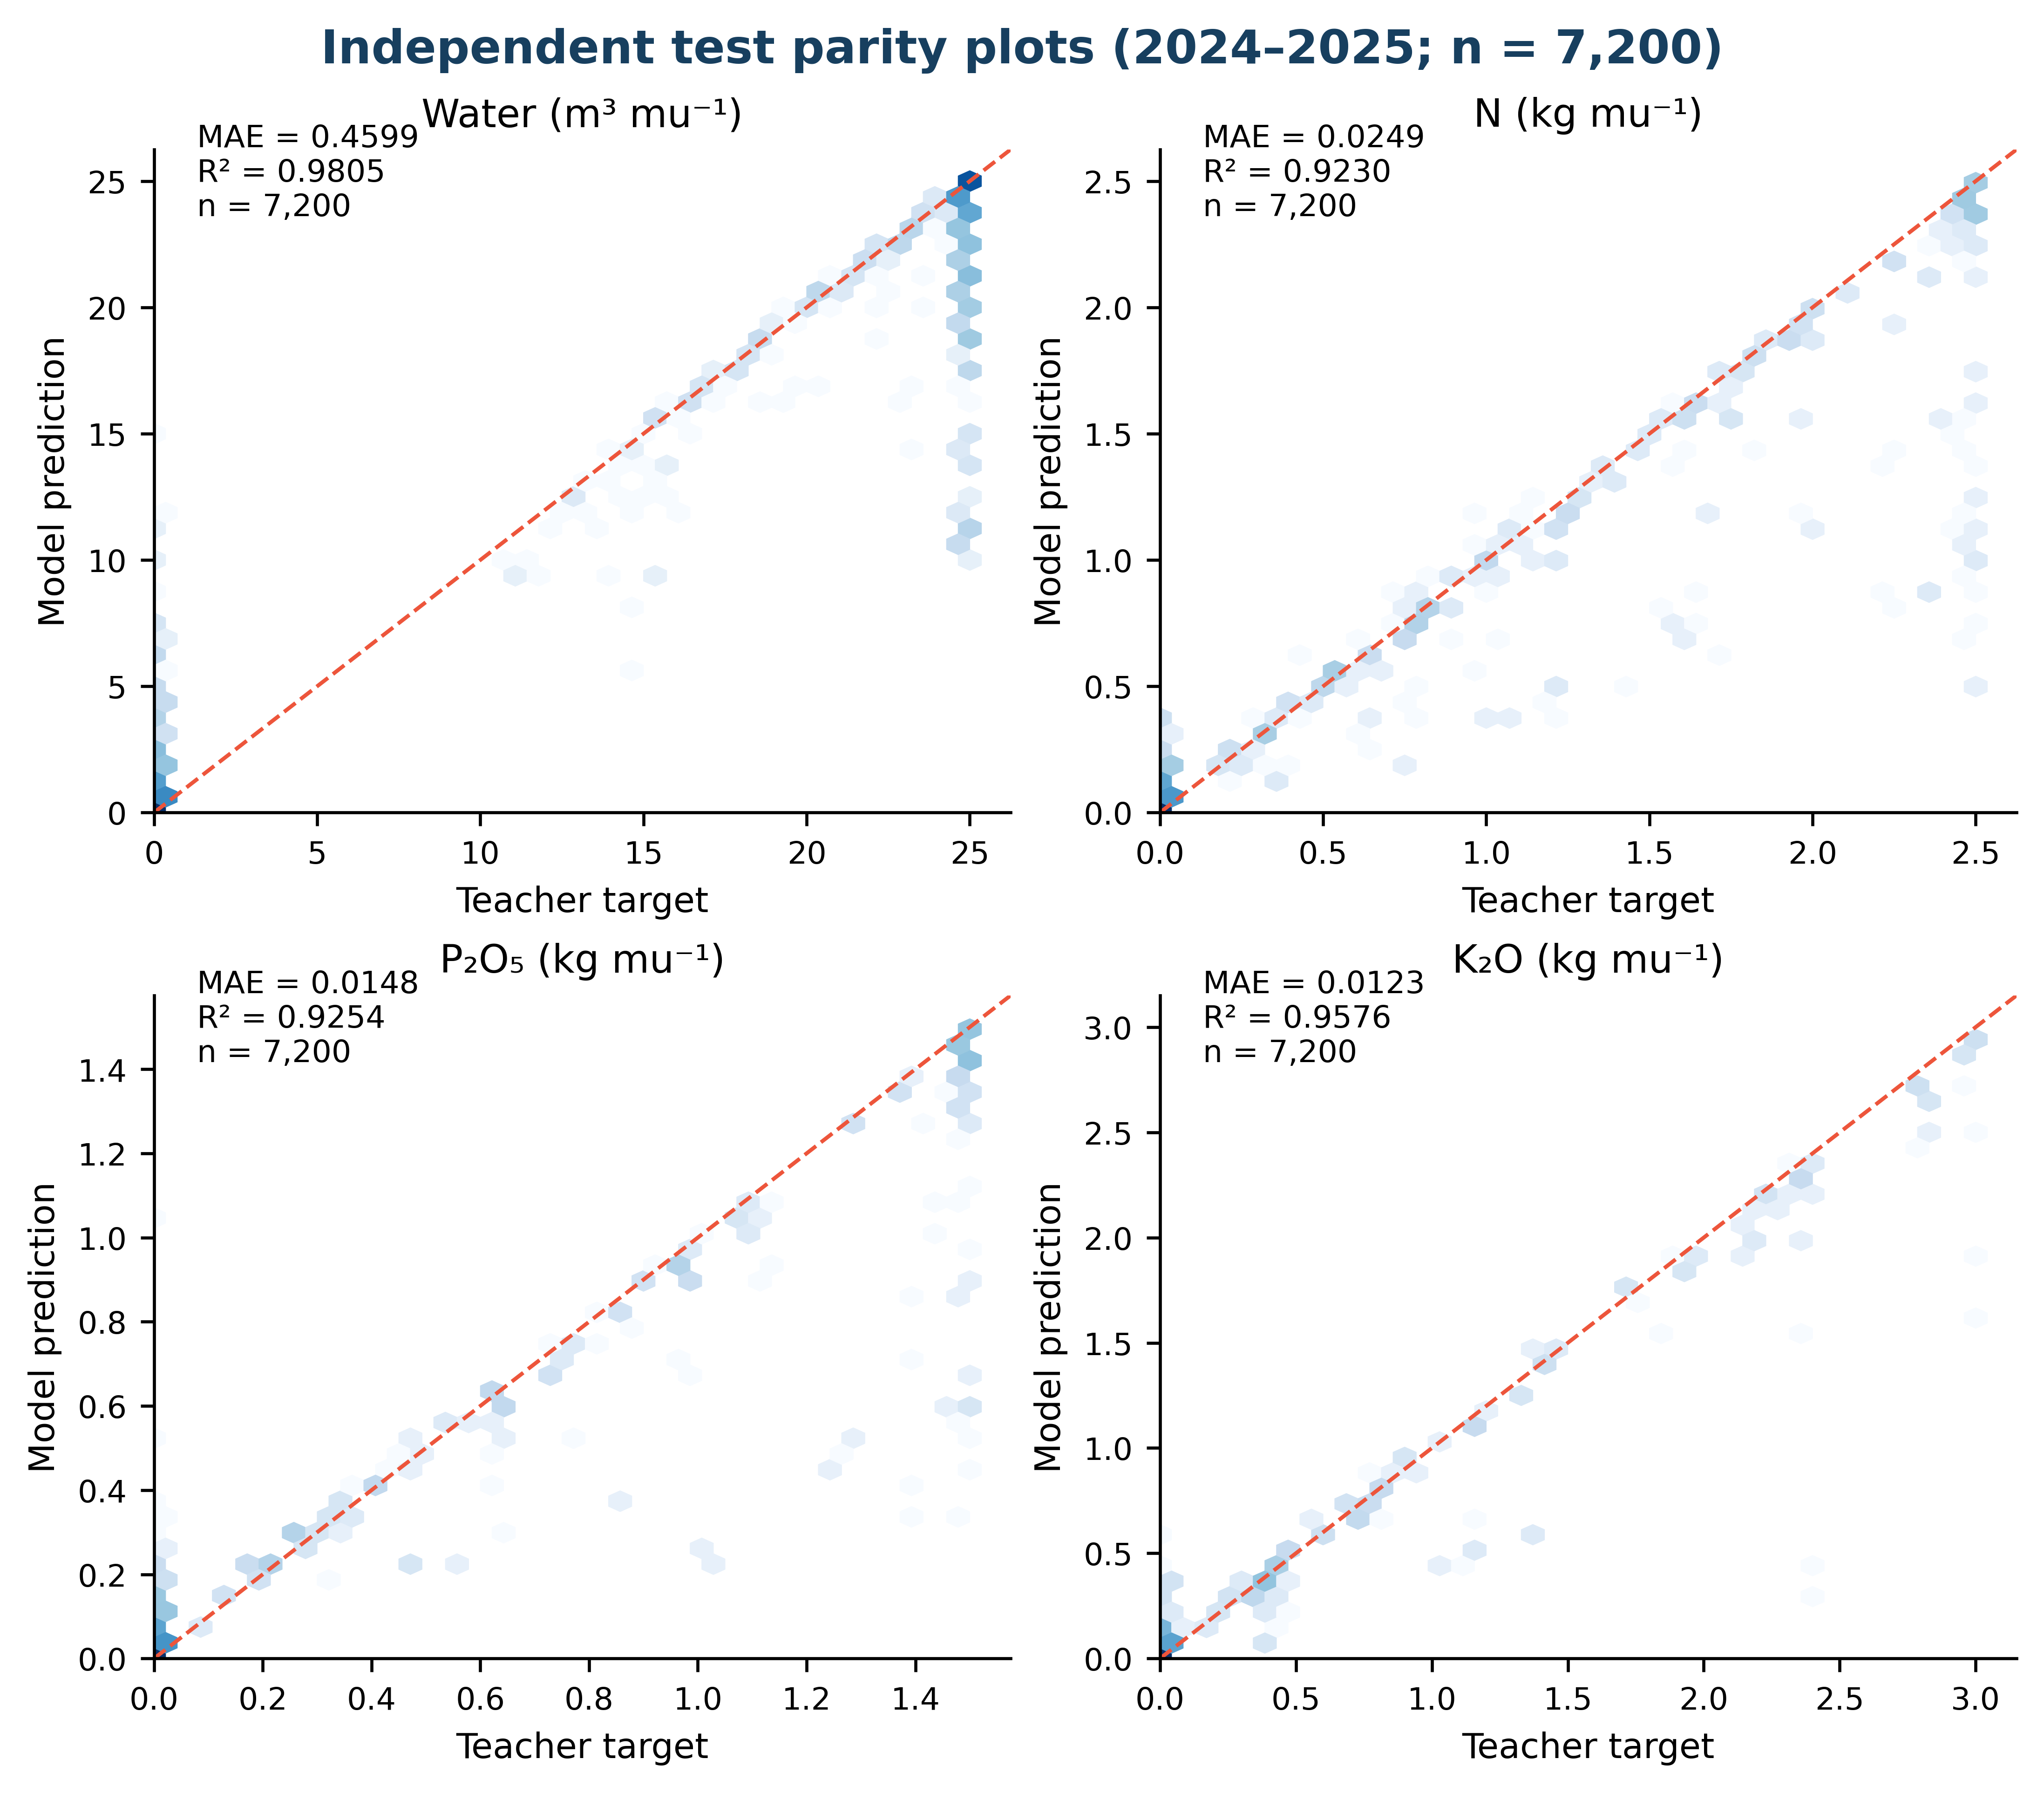 Independent test parity plots (2024–2025; n = 7,200)
Water (m³ mu⁻¹)
MAE = 0.4599
R² = 0.9805
n = 7,200
25
20
15
10
5
0
Model prediction
0 5 10 15 20 25
Teacher target
N (kg mu⁻¹)
MAE = 0.0249
R² = 0.9230
n = 7,200
2.5
2.0
1.5
1.0
0.5
0.0
Model prediction
0.0 0.5 1.0 1.5 2.0 2.5
Teacher target
P₂O₅ (kg mu⁻¹)
MAE = 0.0148
R² = 0.9254
n = 7,200
1.4
1.2
1.0
0.8
0.6
0.4
0.2
0.0
Model prediction
0.0 0.2 0.4 0.6 0.8 1.0 1.2 1.4
Teacher target
K₂O (kg mu⁻¹)
MAE = 0.0123
R² = 0.9576
n = 7,200
3.0
2.5
2.0
1.5
1.0
0.5
0.0
Model prediction
0.0 0.5 1.0 1.5 2.0 2.5 3.0
Teacher target